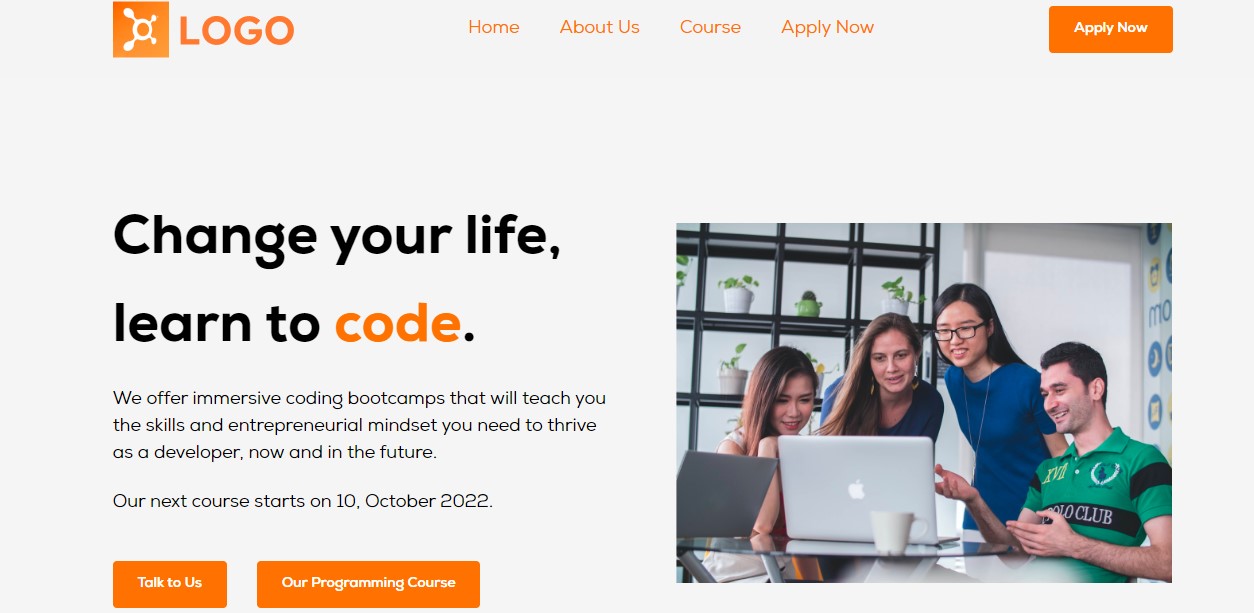 LOGO
Home About Us Course Apply Now
Apply Now
Change your life,
learn to code.
We offer immersive coding bootcamps that will teach you
the skills and entrepreneurial mindset you need to thrive
as a developer, now and in the future.
Our next course starts on 10, October 2022.
Talk to Us
Our Programming Course
mo
XVII
POLO CLUB